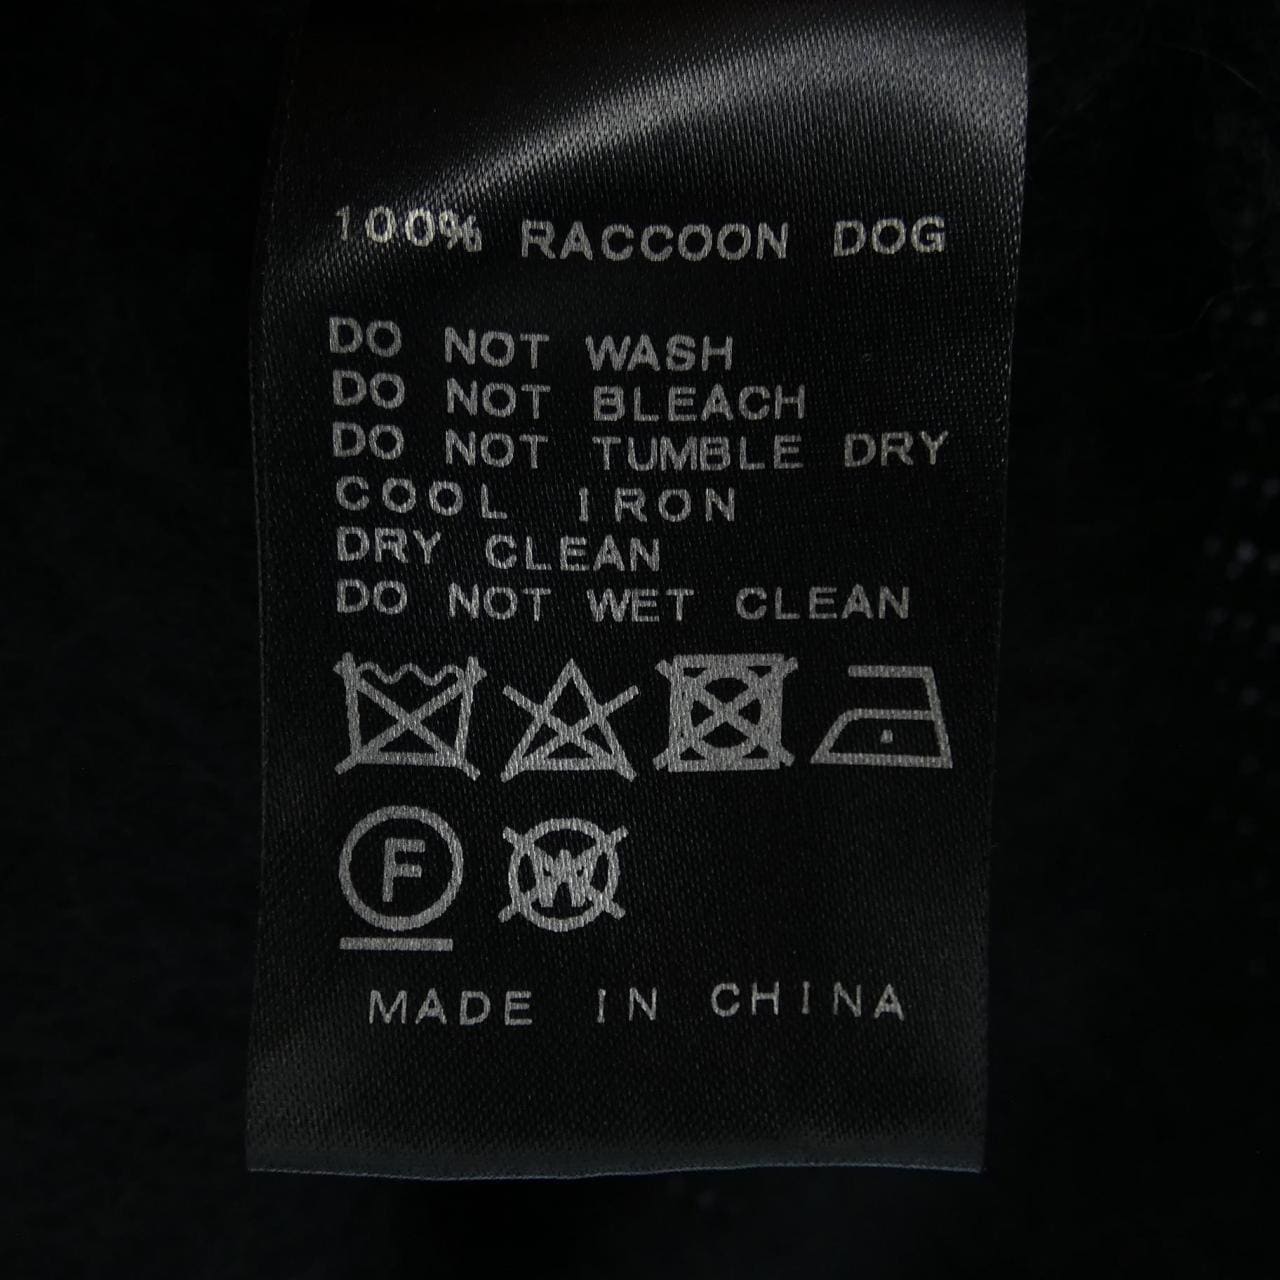 100% RACCOON DOG
DO NOT WASH
DO NOT BLEACH
DO NOT TUMBLE DRY
COOL IRON
DRY CLEAN
DO NOT WET CLEAN
F W
MADE IN CHINA